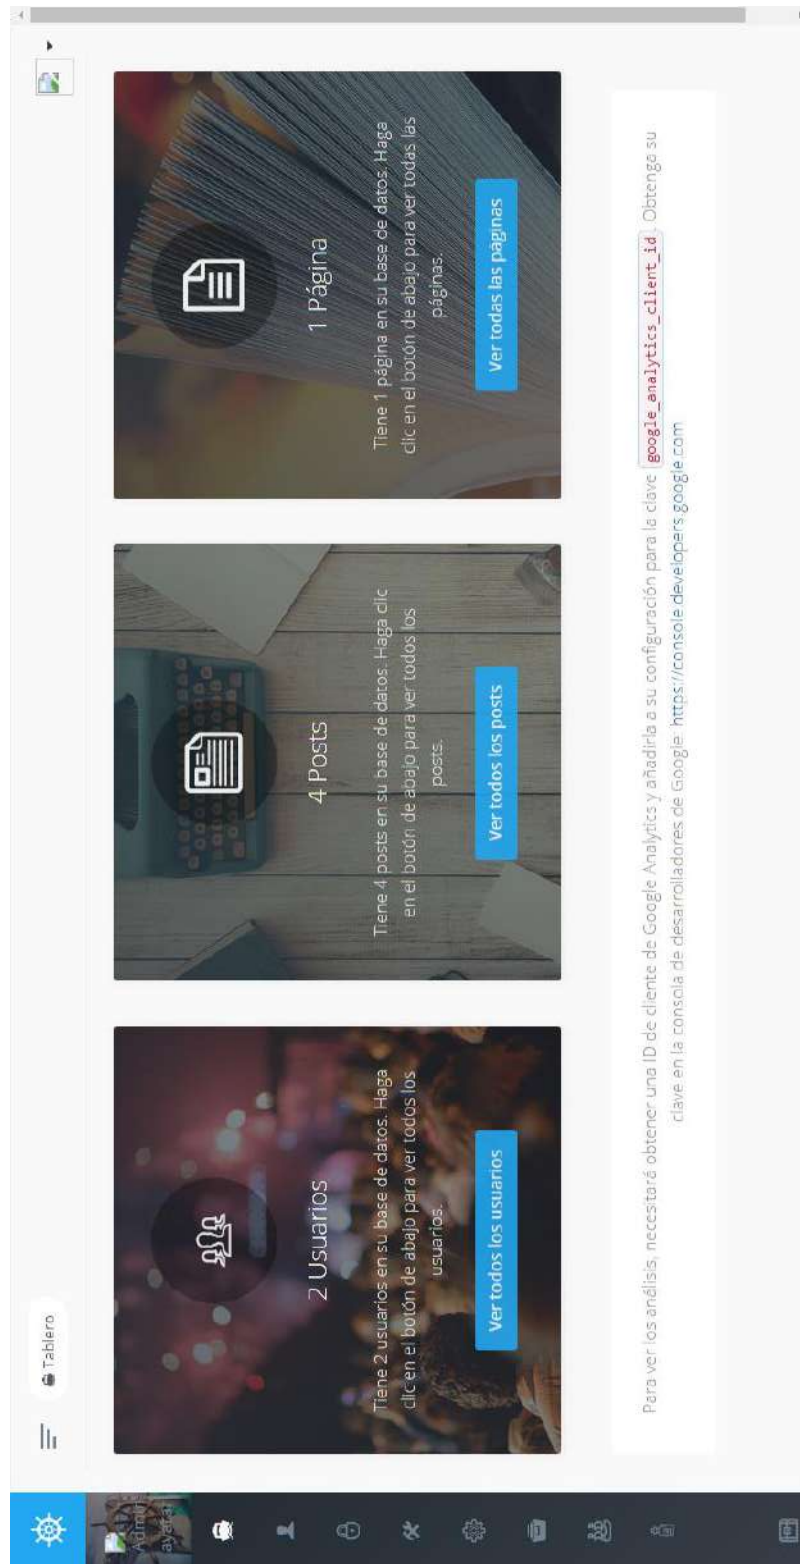 Tablero
Admin
avatar
2 Usuarios
Tiene 2 usuarios en su base de datos. Haga
clic en el botón de abajo para ver todos los
usuarios.
Ver todos los usuarios
4 Posts
Tiene 4 posts en su base de datos. Haga clic
en el botón de abajo para ver todos los
posts.
Ver todos los posts
1 Página
Tiene 1 página en su base de datos. Haga
clic en el botón de abajo para ver todas las
páginas.
Ver todas las páginas
Para ver los análisis, necesitará obtener una ID de cliente de Google Analytics y añadirla a su configuración para la clave google_analytics_client_id . Obtenga su
clave en la consola de desarrolladores de Google: https://console.developers.google.com